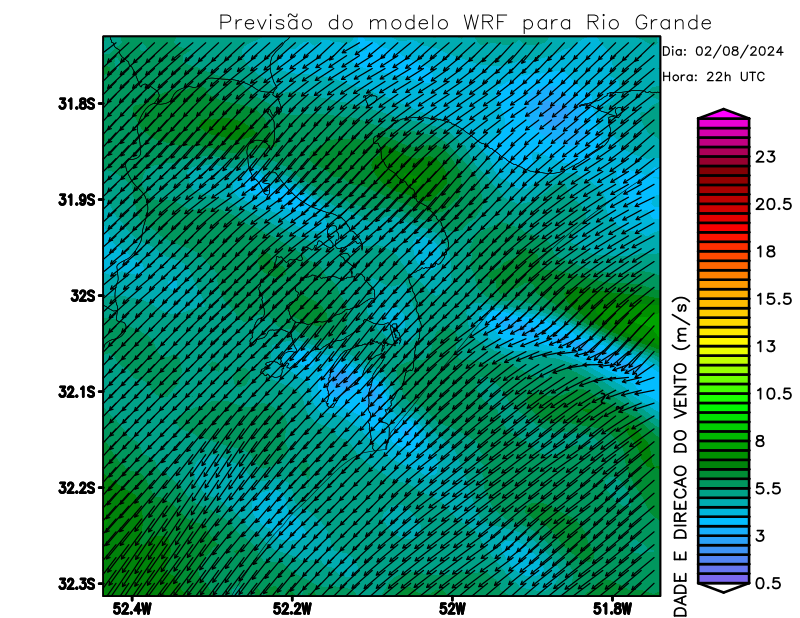 Previsão do modelo WRF para Rio Grande
Dia: 02/08/2024
Hora: 22h UTC
31.8S
31.9S
32S
32.1S
32.2S
32.3S
52.4W
52.2W
52W
51.8W
DADE E DIRECAO DO VENTO (m/s)
23
20.5
18
15.5
13
10.5
8
5.5
3
0.5